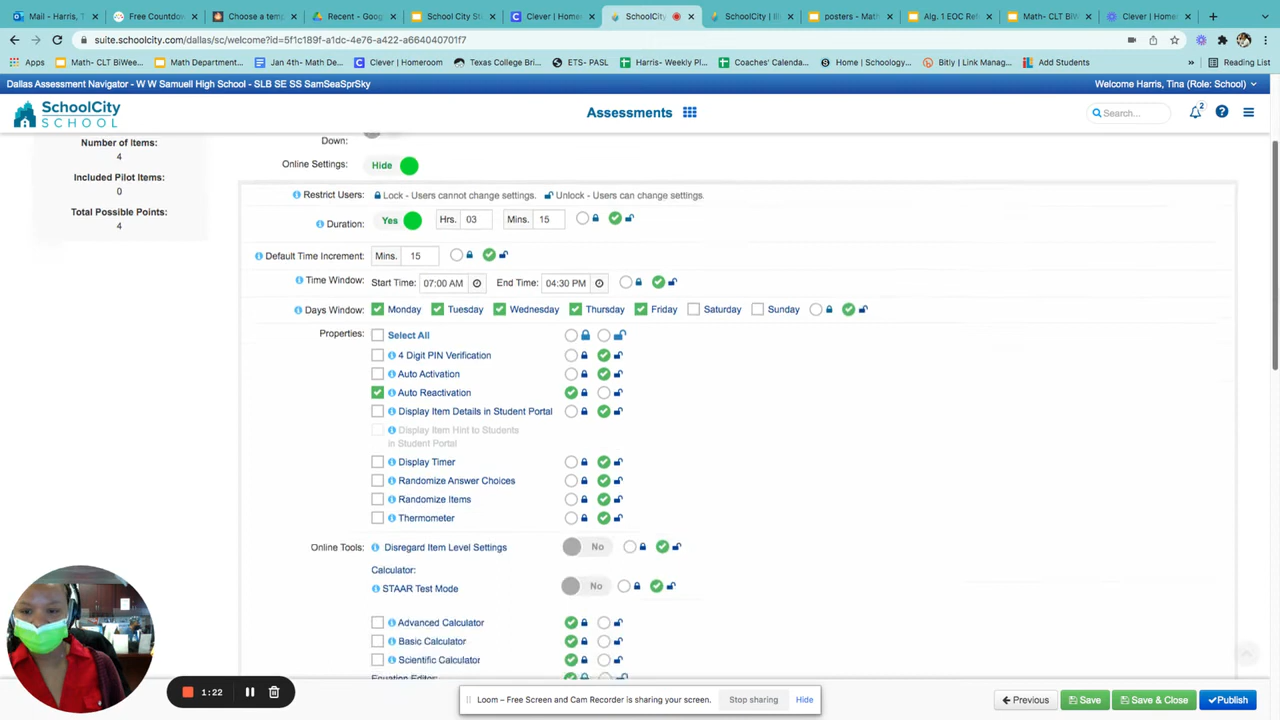 Mail - Harris, T
Free Countdow
Choose a temp
Recent - Goog
School City St
Clever | Home
SchoolCity
SchoolCity | Ill
posters - Math
Alg. 1 EOC Re
Math- CLT BiW
Clever | Home
suite.schoolcity.com/dallas/sc/welcome?id=5f1c189f-a1dc-4e76-a422-a664040701f7
Apps
Math- CLT BiWee...
Math Department...
Jan 4th- Math De...
Clever | Homeroom
Texas College Bri...
ETS- PASL
Harris- Weekly Pl...
Coaches' Calenda...
Home | Schoology...
Bitly | Link Manag...
Add Students
»
Reading List
Dallas Assessment Navigator - W W Samuell High School - SLB SE SS SamSeaSprSky
Welcome Harris, Tina (Role: School)
SchoolCity
SCHOOL
Assessments
Search...
2
Number of Items:
4
Included Pilot Items:
0
Total Possible Points:
4
Down:
Online Settings: Hide
Restrict Users: Lock - Users cannot change settings. Unlock - Users can change settings.
Duration: Yes Hrs. 03 Mins. 15
Default Time Increment: Mins. 15
Time Window: Start Time: 07:00 AM End Time: 04:30 PM
Days Window: Monday Tuesday Wednesday Thursday Friday Saturday Sunday
Properties: Select All
4 Digit PIN Verification
Auto Activation
Auto Reactivation
Display Item Details in Student Portal
Display Item Hint to Students
in Student Portal
Display Timer
Randomize Answer Choices
Randomize Items
Thermometer
Online Tools: Disregard Item Level Settings No
Calculator:
STAAR Test Mode No
Advanced Calculator
Basic Calculator
Scientific Calculator
Equation Editor:
1:22
Loom – Free Screen and Cam Recorder is sharing your screen. Stop sharing Hide
Previous
Save
Save & Close
Publish